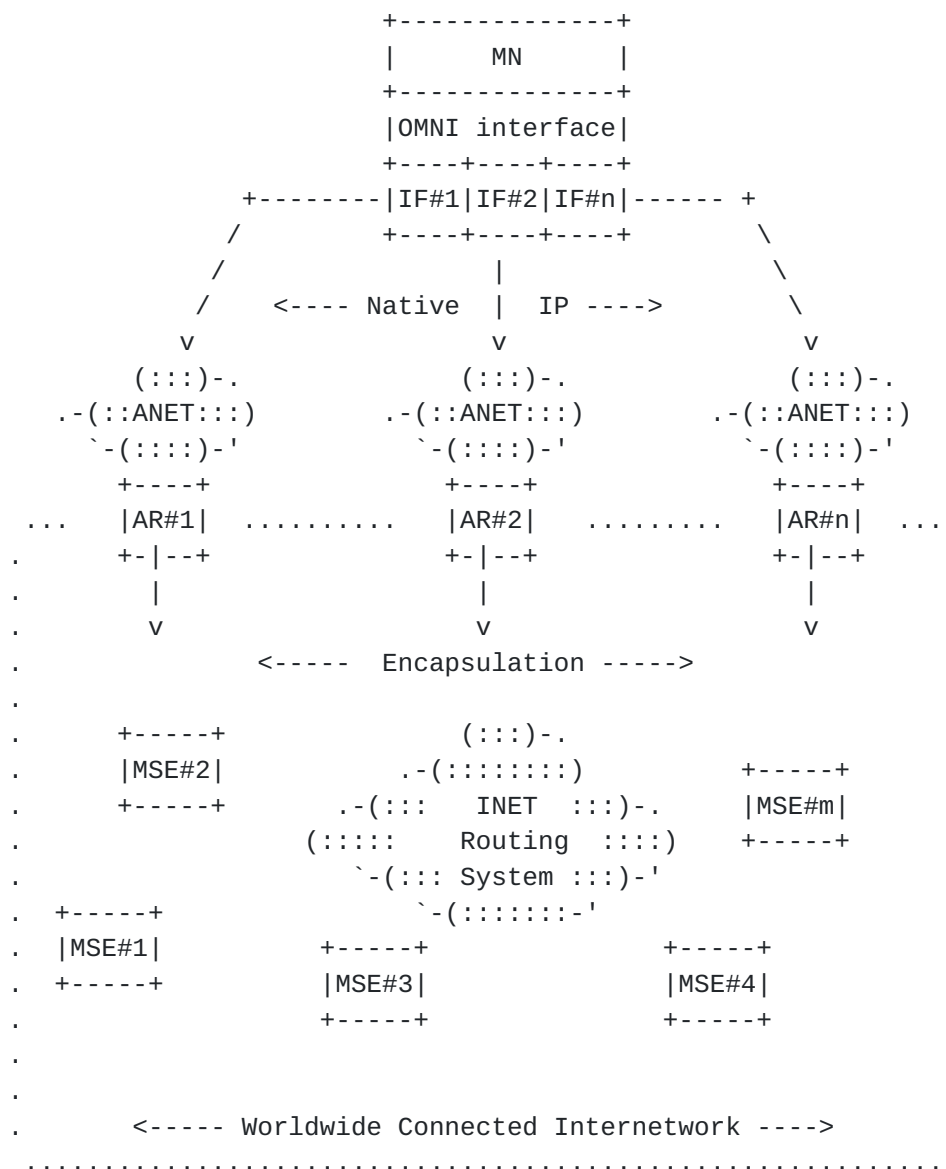 +--------------+
                        |      MN      |
                        +--------------+
                        |OMNI interface|
                        +----+----+----+
               +--------|IF#1|IF#2|IF#n|------ +
              /         +----+----+----+        \
             /                 |                 \
            /    <---- Native  |  IP ---->        \
           v                   v                   v
        (:::)-.              (:::)-.              (:::)-.
   .-(::ANET:::)        .-(::ANET:::)        .-(::ANET:::)
     `-(::::)-'           `-(::::)-'           `-(::::)-'
       +----+               +----+               +----+
 ...   |AR#1|  ..........   |AR#2|   .........   |AR#n|  ...
.      +-|--+               +-|--+               +-|--+
.        |                    |                    |
.        v                    v                    v
.               <-----  Encapsulation ----->
.
.      +-----+               (:::)-.
.      |MSE#2|           .-(::::::::)          +-----+
.      +-----+       .-(:::   INET  :::)-.     |MSE#m|
.                  (:::::    Routing  ::::)    +-----+
.                     `-(::: System :::)-'
.  +-----+                `-(:::::::-'
.  |MSE#1|          +-----+               +-----+
.  +-----+          |MSE#3|               |MSE#4|
.                   +-----+               +-----+
.
.
.       <----- Worldwide Connected Internetwork ---->
 ...........................................................